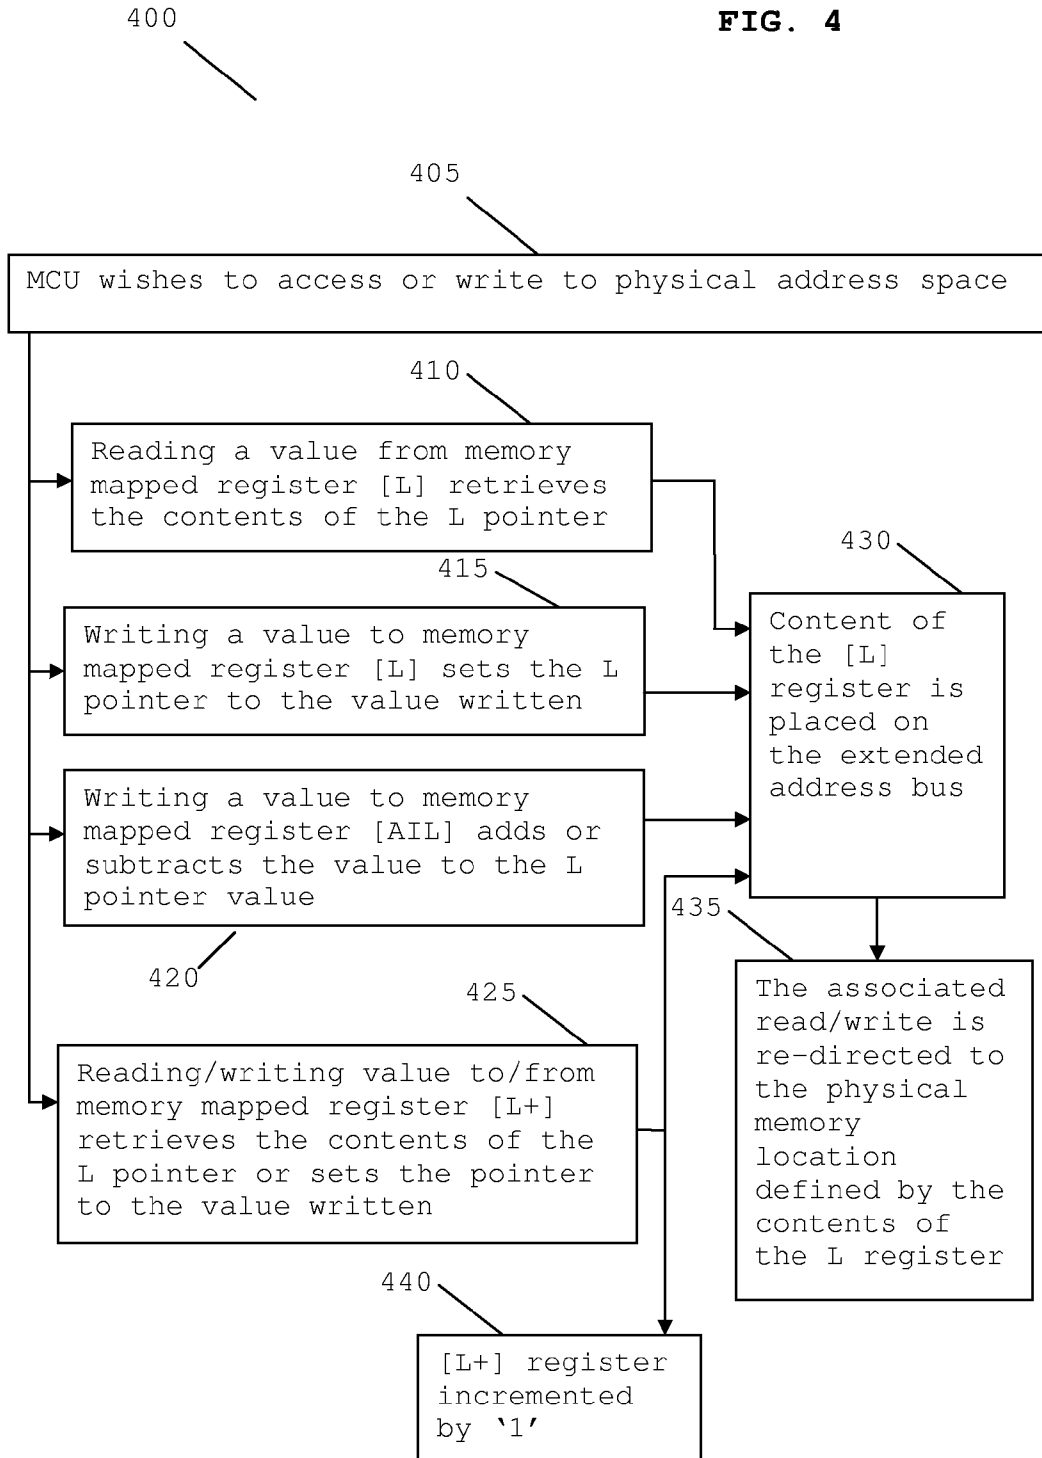 400
FIG. 4
405
MCU wishes to access or write to physical address space
410
Reading a value from memory
mapped register [L] retrieves
the contents of the L pointer
415
Writing a value to memory
mapped register [L] sets the L
pointer to the value written
430
Content of
the [L]
register is
placed on
the extended
address bus
Writing a value to memory
mapped register [AIL] adds or
subtracts the value to the L
pointer value
420
435
The associated
read/write is
re-directed to
the physical
memory
location
defined by the
contents of
the L register
425
Reading/writing value to/from
memory mapped register [L+]
retrieves the contents of the
L pointer or sets the pointer
to the value written
440
[L+] register
incremented
by ‘1’